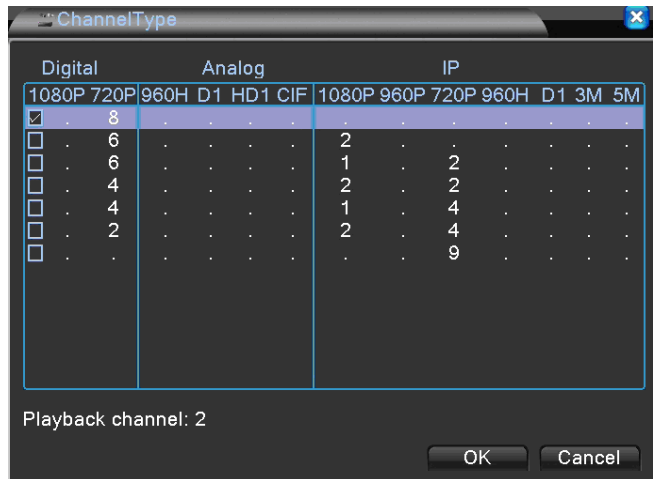 ChannelType
Digital Analog IP
1080P 720P 960H D1 HD1 CIF 1080P 960P 720P 960H D1 3M 5M
. 8 . . . . . . . . . . .
. 6 . . . . 2 . . . . . .
. 6 . . . . 1 . 2 . . . .
. 4 . . . . 2 . 2 . . . .
. 4 . . . . 1 . 4 . . . .
. 2 . . . . 2 . 4 . . . .
. . . . . . . . 9 . . . .
Playback channel: 2
OK Cancel